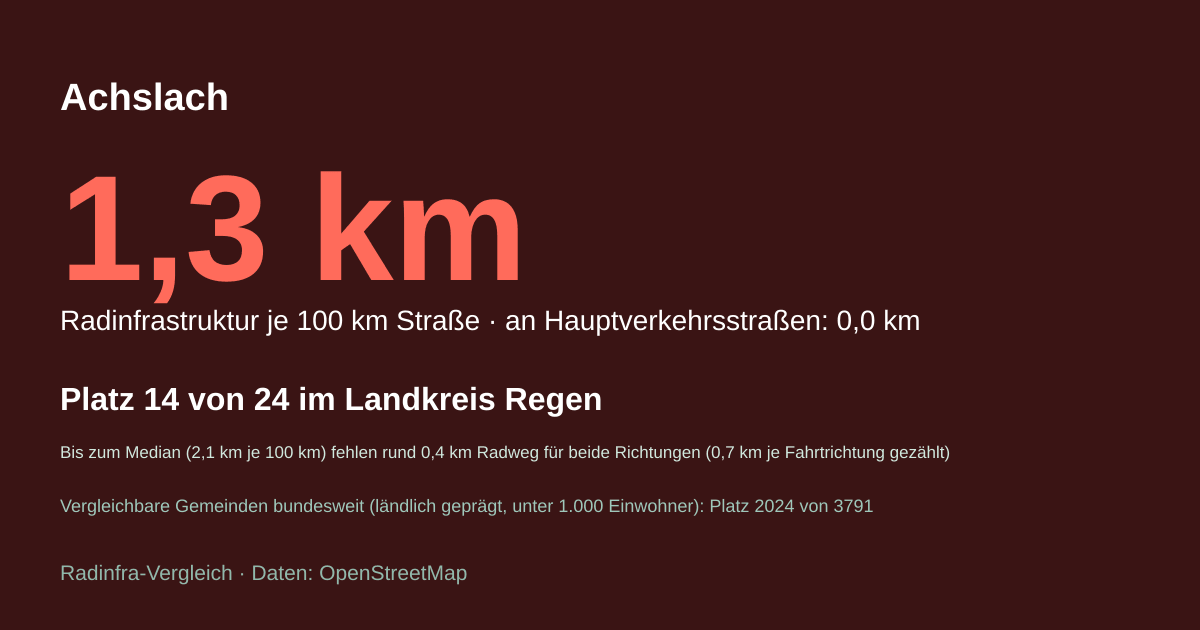 Achslach
1,3 km
Radinfrastruktur je 100 km Straße · an Hauptverkehrsstraßen: 0,0 km
Platz 14 von 24 im Landkreis Regen
Bis zum Median (2,1 km je 100 km) fehlen rund 0,4 km Radweg für beide Richtungen (0,7 km je Fahrtrichtung gezählt)
Vergleichbare Gemeinden bundesweit (ländlich geprägt, unter 1.000 Einwohner): Platz 2024 von 3791
Radinfra-Vergleich · Daten: OpenStreetMap